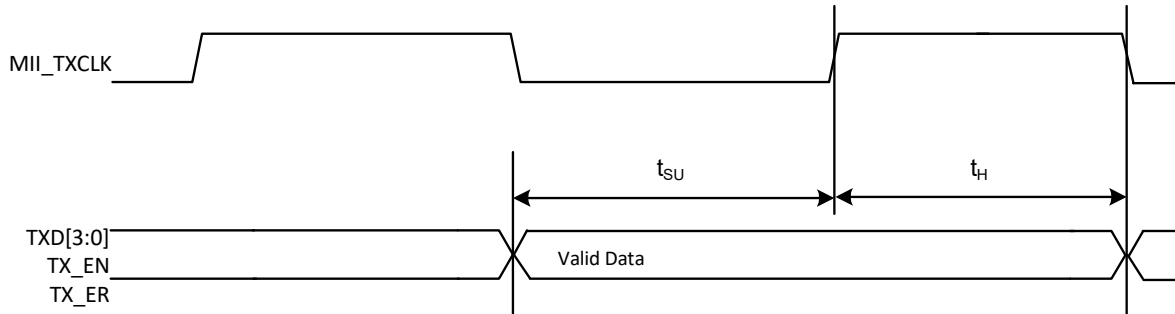 MII_TXCLK
tSU
tH
TXD[3:0]
TX_EN
TX_ER
Valid Data